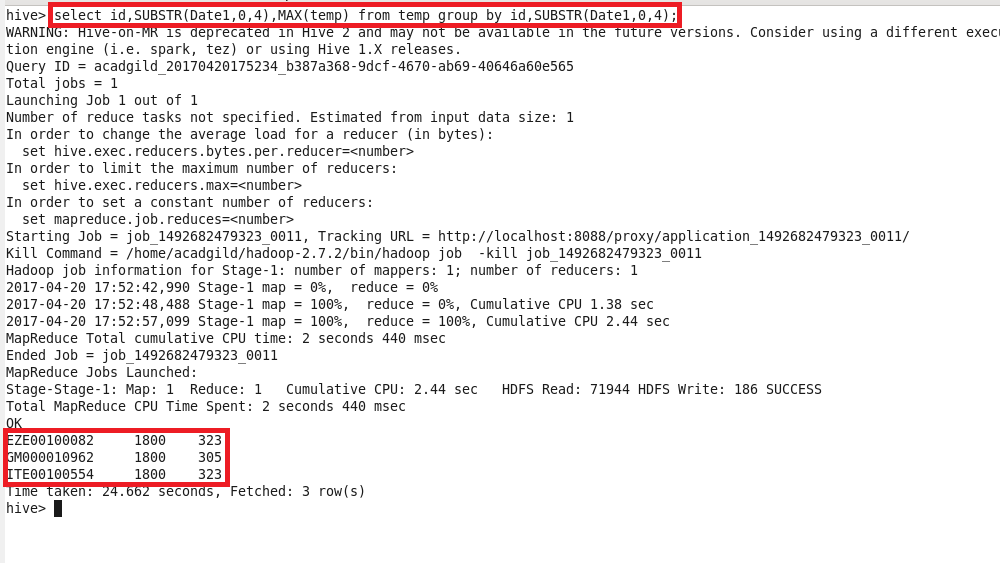 hive> select id,SUBSTR(Date1,0,4),MAX(temp) from temp group by id,SUBSTR(Date1,0,4);
WARNING: Hive-on-MR is deprecated in Hive 2 and may not be available in the future versions. Consider using a different execu
tion engine (i.e. spark, tez) or using Hive 1.X releases.
Query ID = acadgild_20170420175234_b387a368-9dcf-4670-ab69-40646a60e565
Total jobs = 1
Launching Job 1 out of 1
Number of reduce tasks not specified. Estimated from input data size: 1
In order to change the average load for a reducer (in bytes):
  set hive.exec.reducers.bytes.per.reducer=<number>
In order to limit the maximum number of reducers:
  set hive.exec.reducers.max=<number>
In order to set a constant number of reducers:
  set mapreduce.job.reduces=<number>
Starting Job = job_1492682479323_0011, Tracking URL = http://localhost:8088/proxy/application_1492682479323_0011/
Kill Command = /home/acadgild/hadoop-2.7.2/bin/hadoop job  -kill job_1492682479323_0011
Hadoop job information for Stage-1: number of mappers: 1; number of reducers: 1
2017-04-20 17:52:42,990 Stage-1 map = 0%,  reduce = 0%
2017-04-20 17:52:48,488 Stage-1 map = 100%,  reduce = 0%, Cumulative CPU 1.38 sec
2017-04-20 17:52:57,099 Stage-1 map = 100%,  reduce = 100%, Cumulative CPU 2.44 sec
MapReduce Total cumulative CPU time: 2 seconds 440 msec
Ended Job = job_1492682479323_0011
MapReduce Jobs Launched:
Stage-Stage-1: Map: 1  Reduce: 1   Cumulative CPU: 2.44 sec   HDFS Read: 71944 HDFS Write: 186 SUCCESS
Total MapReduce CPU Time Spent: 2 seconds 440 msec
OK
EZE00100082     1800    323
GM000010962     1800    305
ITE00100554     1800    323
Time taken: 24.662 seconds, Fetched: 3 row(s)
hive>